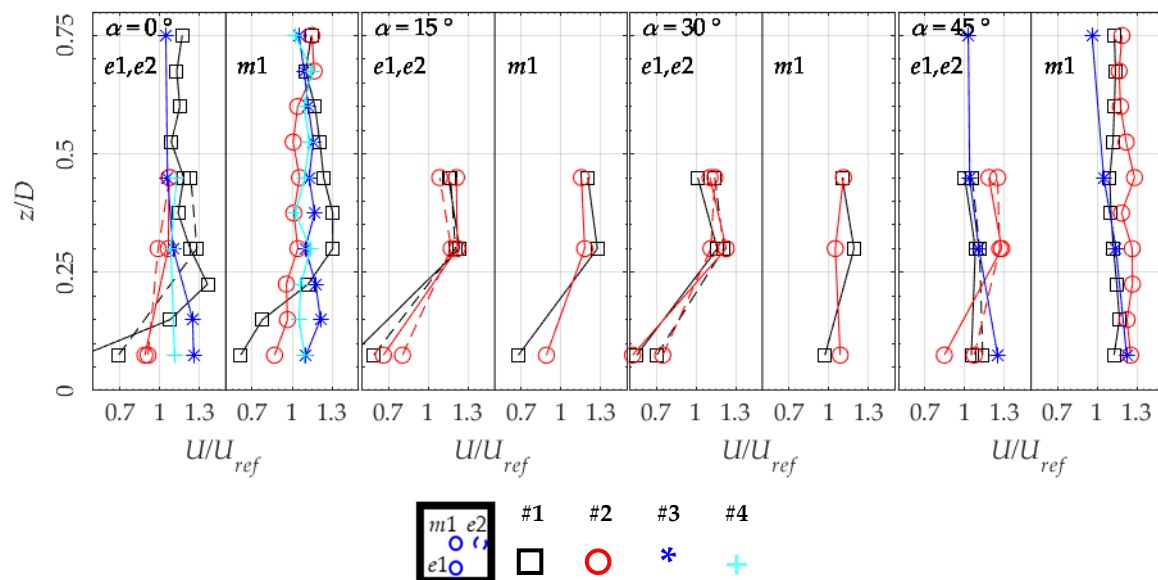 α = 0 ° α = 15 ° α = 30 ° α = 45 °
e1,e2 m1 e1,e2 m1 e1,e2 m1 e1,e2 m1
z/D
0.75
0.5
0.25
0
0.7 1 1.3 0.7 1 1.3 0.7 1 1.3 0.7 1 1.3 0.7 1 1.3 0.7 1 1.3 0.7 1 1.3 0.7 1 1.3
U/Uref U/Uref U/Uref U/Uref
m1 e2 #1 #2 #3 #4
e1